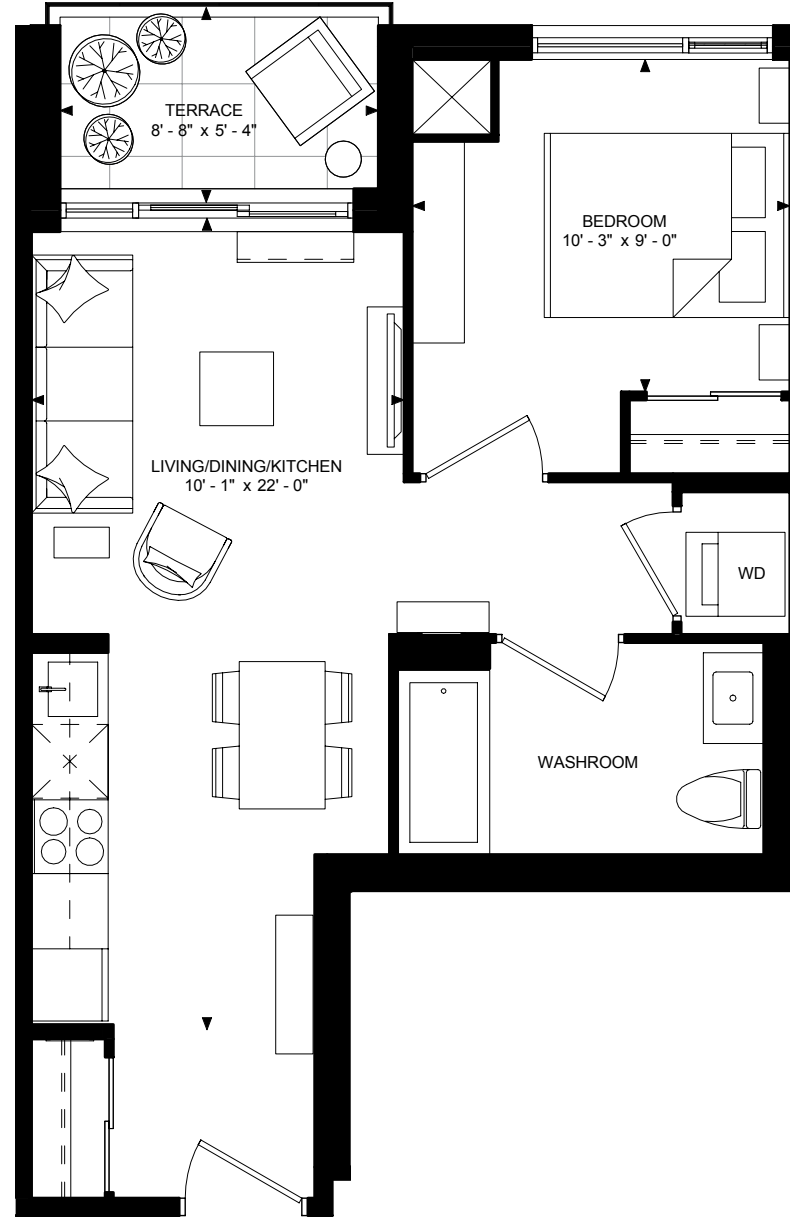 TERRACE
8' - 8" x 5' - 4"
BEDROOM
10' - 3" x 9' - 0"
LIVING/DINING/KITCHEN
10' - 1" x 22' - 0"
WD
WASHROOM